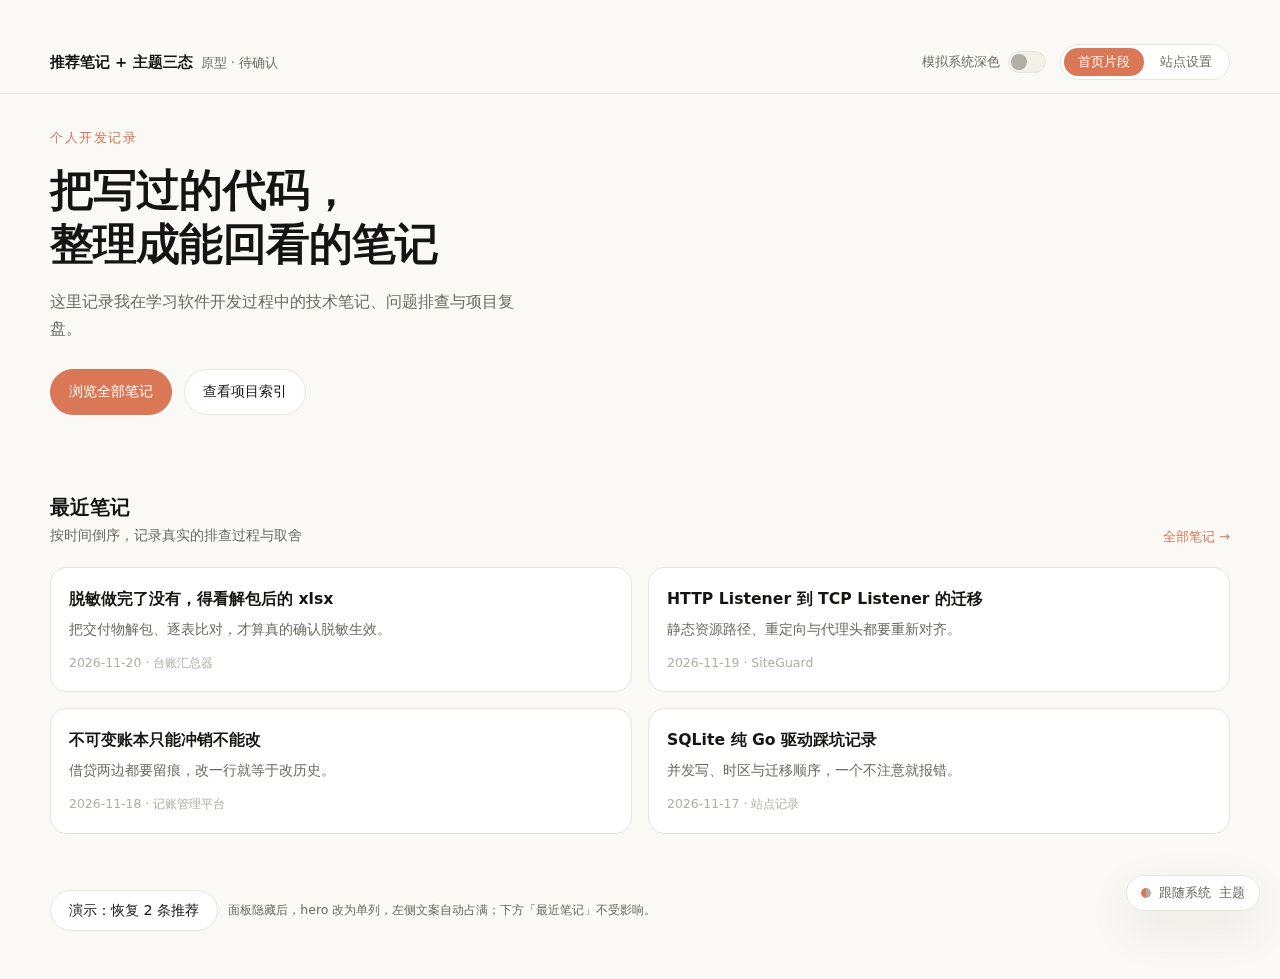 推荐笔记 + 主题三态 原型 · 待确认
模拟系统深色
首页片段 站点设置
个人开发记录
把写过的代码，
整理成能回看的笔记
这里记录我在学习软件开发过程中的技术笔记、问题排查与项目复
盘。
浏览全部笔记 查看项目索引
最近笔记
按时间倒序，记录真实的排查过程与取舍
全部笔记 →
脱敏做完了没有，得看解包后的 xlsx
把交付物解包、逐表比对，才算真的确认脱敏生效。
2026-11-20 · 台账汇总器
HTTP Listener 到 TCP Listener 的迁移
静态资源路径、重定向与代理头都要重新对齐。
2026-11-19 · SiteGuard
不可变账本只能冲销不能改
借贷两边都要留痕，改一行就等于改历史。
2026-11-18 · 记账管理平台
SQLite 纯 Go 驱动踩坑记录
并发写、时区与迁移顺序，一个不注意就报错。
2026-11-17 · 站点记录
演示：恢复 2 条推荐
面板隐藏后，hero 改为单列，左侧文案自动占满；下方「最近笔记」不受影响。
跟随系统 主题